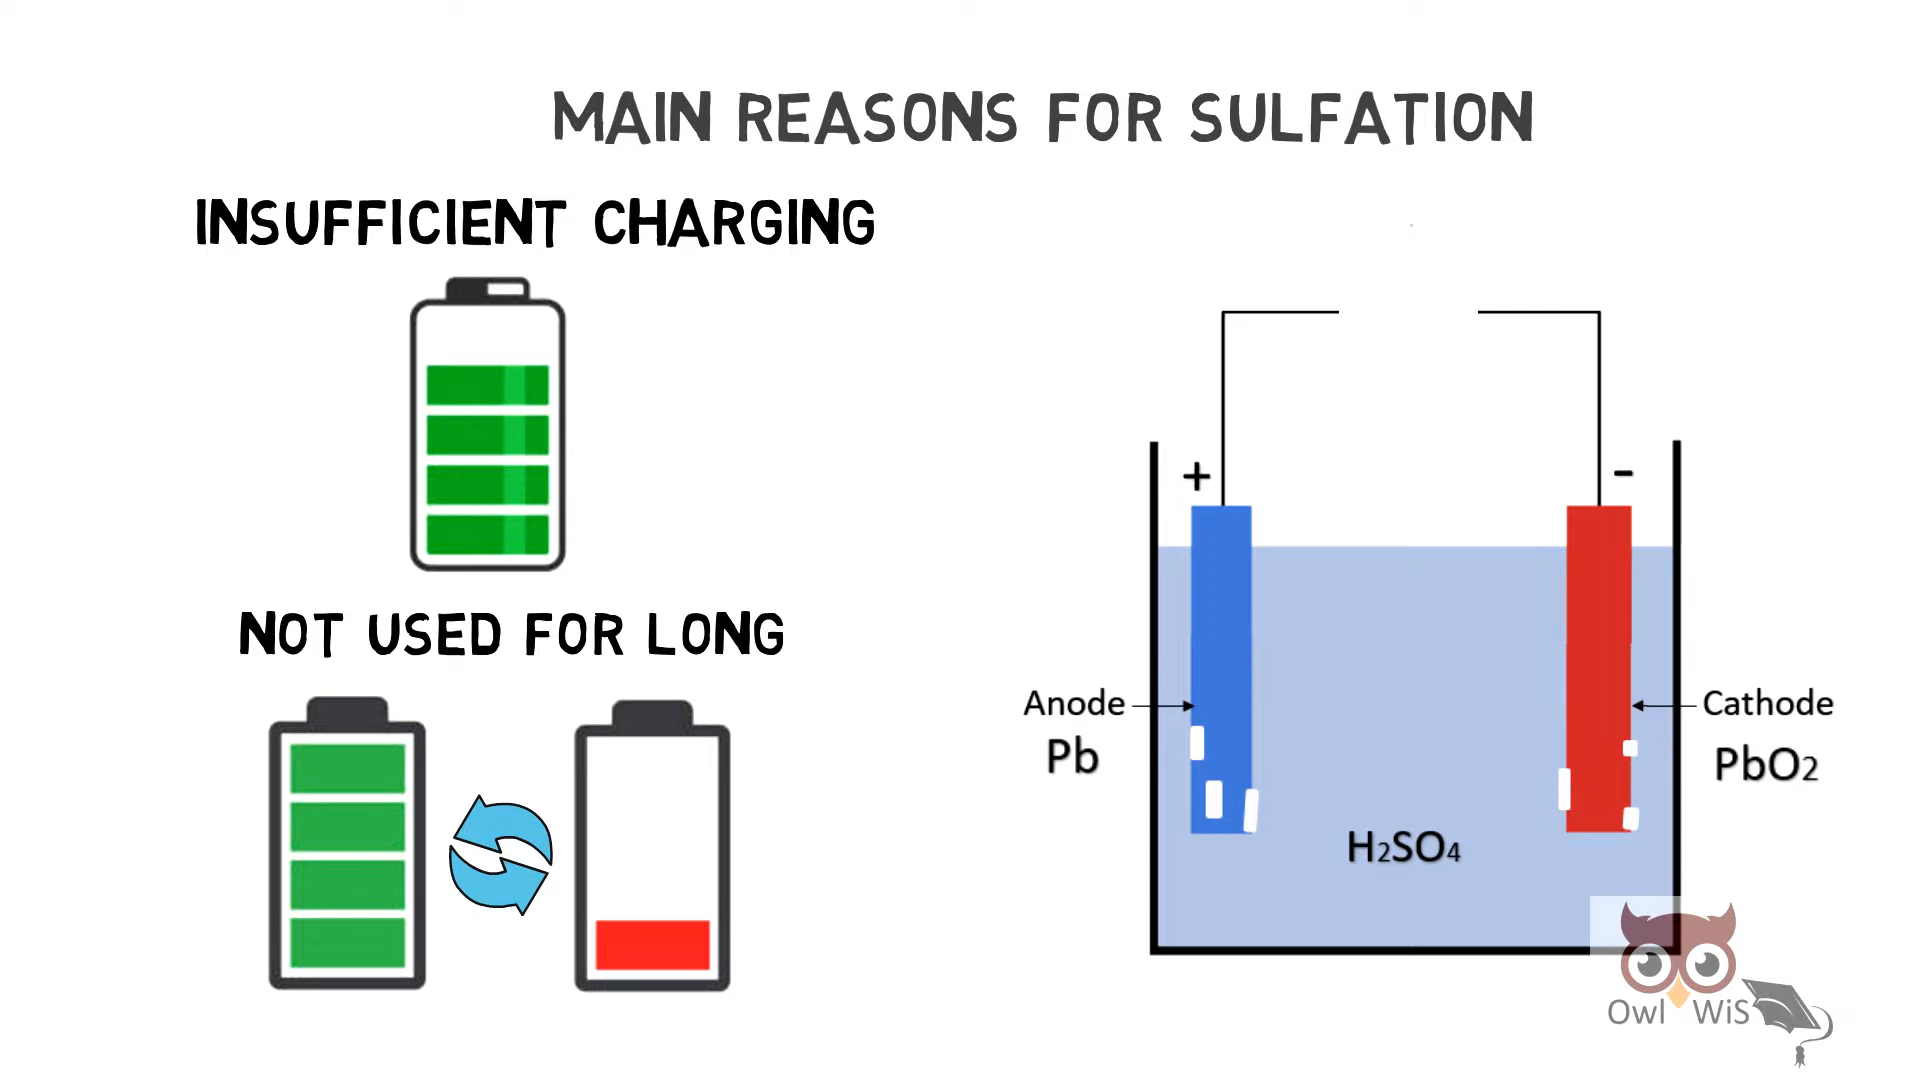 MAIN REASONS FOR SULFATION
INSUFFICIENT CHARGING
NOT USED FOR LONG
+
-
Anode
Pb
Cathode
PbO2
H2SO4
Owl WiS